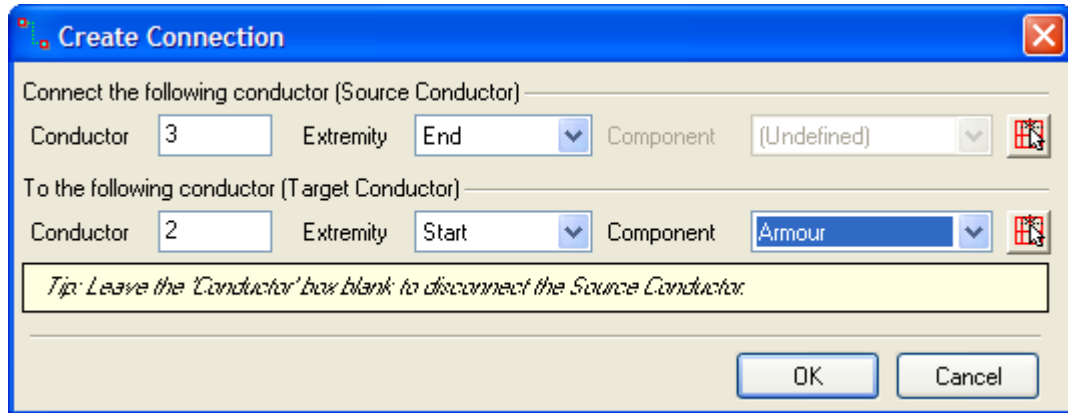 Create Connection
Connect the following conductor (Source Conductor)
Conductor 3 Extremity End Component (Undefined)
To the following conductor (Target Conductor)
Conductor 2 Extremity Start Component Armour
Tip: Leave the 'Conductor' box blank to disconnect the Source Conductor.
OK Cancel